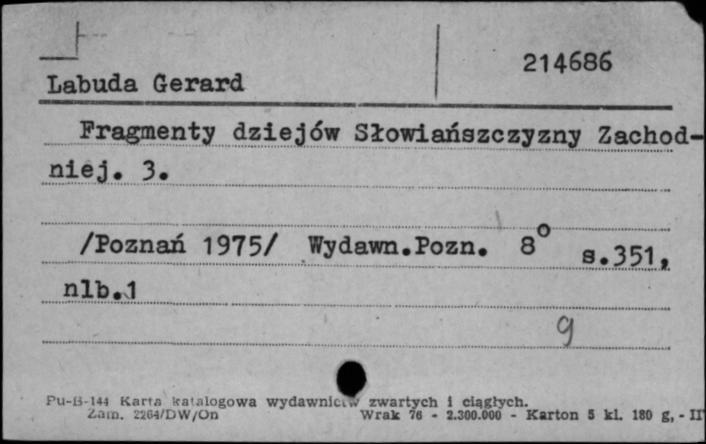 214686
Labuda Gerard
Fragmenty dziejów Słowiańszczyzny Zachod-
niej. 3.
/Poznań 1975/ Wydawn.Pozn. 8° s.351,
nlb.1
g
Pu-B-144 Karta katalogowa wydawnictw zwartych i ciągłych.
Zam. 2264/DW/On Wrak 76 - 2.300.000 - Karton 5 kl. 180 g, - II